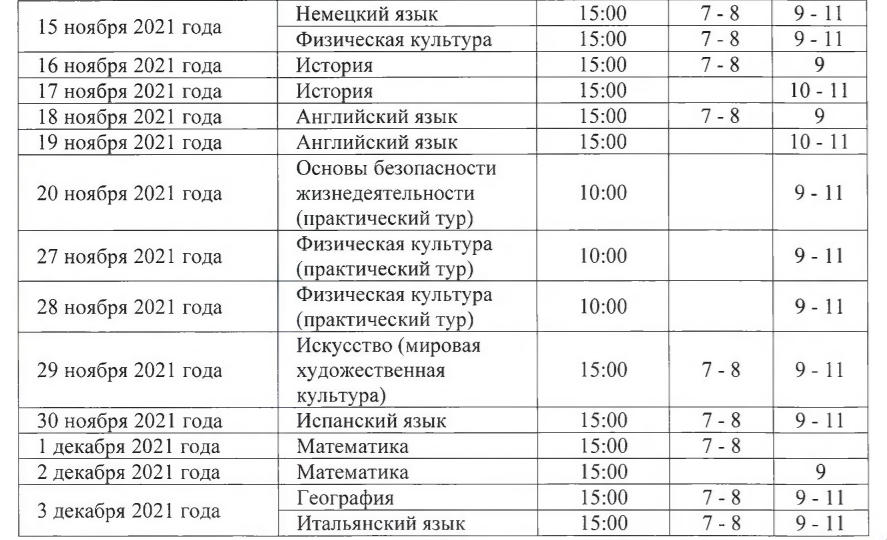 15 ноября 2021 года
Немецкий язык 15:00 7 - 8 9 - 11
Физическая культура 15:00 7 - 8 9 - 11
16 ноября 2021 года История 15:00 7 - 8 9
17 ноября 2021 года История 15:00 10 - 11
18 ноября 2021 года Английский язык 15:00 7 - 8 9
19 ноября 2021 года Английский язык 15:00 10 - 11
20 ноября 2021 года
Основы безопасности
жизнедеятельности
(практический тур)
10:00 9 - 11
27 ноября 2021 года
Физическая культура
(практический тур)
10:00 9 - 11
28 ноября 2021 года
Физическая культура
(практический тур)
10:00 9 - 11
29 ноября 2021 года
Искусство (мировая
художественная
культура)
15:00 7 - 8 9 - 11
30 ноября 2021 года Испанский язык 15:00 7 - 8 9 - 11
1 декабря 2021 года Математика 15:00 7 - 8
2 декабря 2021 года Математика 15:00 9
3 декабря 2021 года
География 15:00 7 - 8 9 - 11
Итальянский язык 15:00 7 - 8 9 - 11